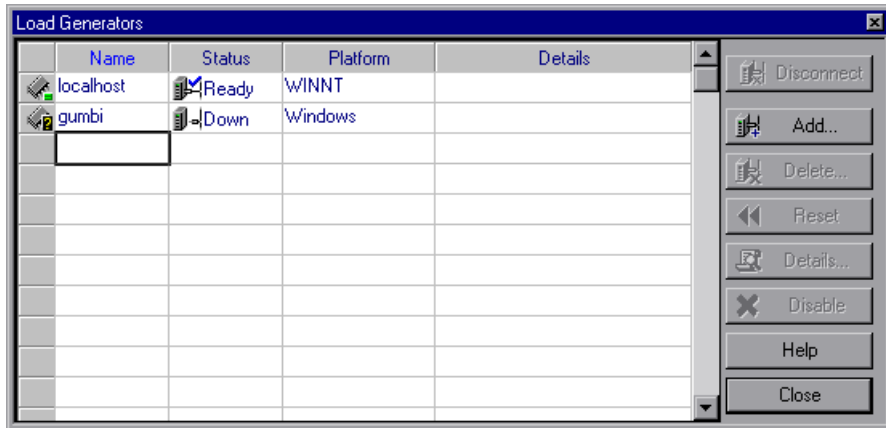 Load Generators
Name Status Platform Details
localhost Ready WINNT
gumbi Down Windows
Disconnect
Add...
Delete...
Reset
Details...
Disable
Help
Close